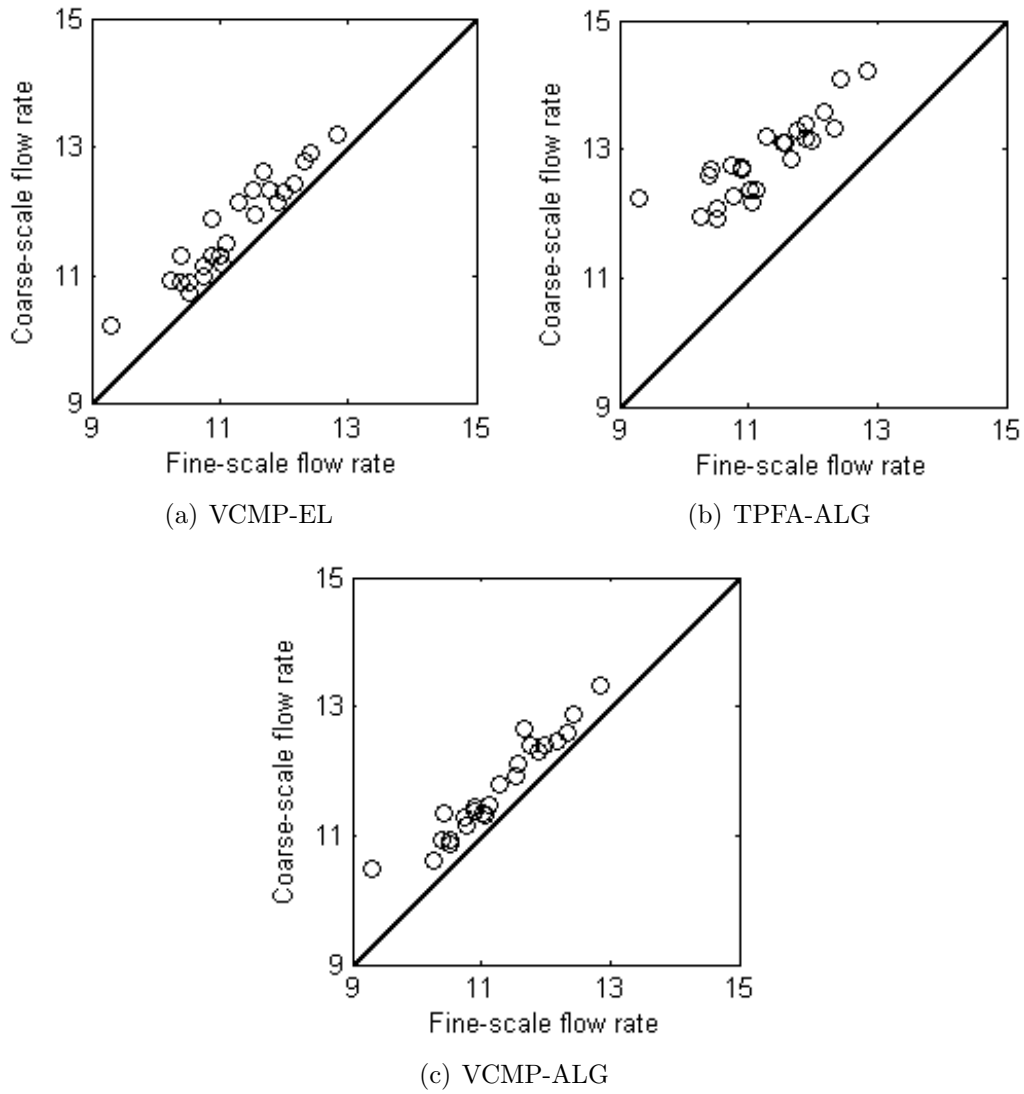 15
13
11
9
Coarse-scale flow rate
9 11 13 15
Fine-scale flow rate
(a) VCMP-EL
15
13
11
9
Coarse-scale flow rate
9 11 13 15
Fine-scale flow rate
(b) TPFA-ALG
15
13
11
9
Coarse-scale flow rate
9 11 13 15
Fine-scale flow rate
(c) VCMP-ALG